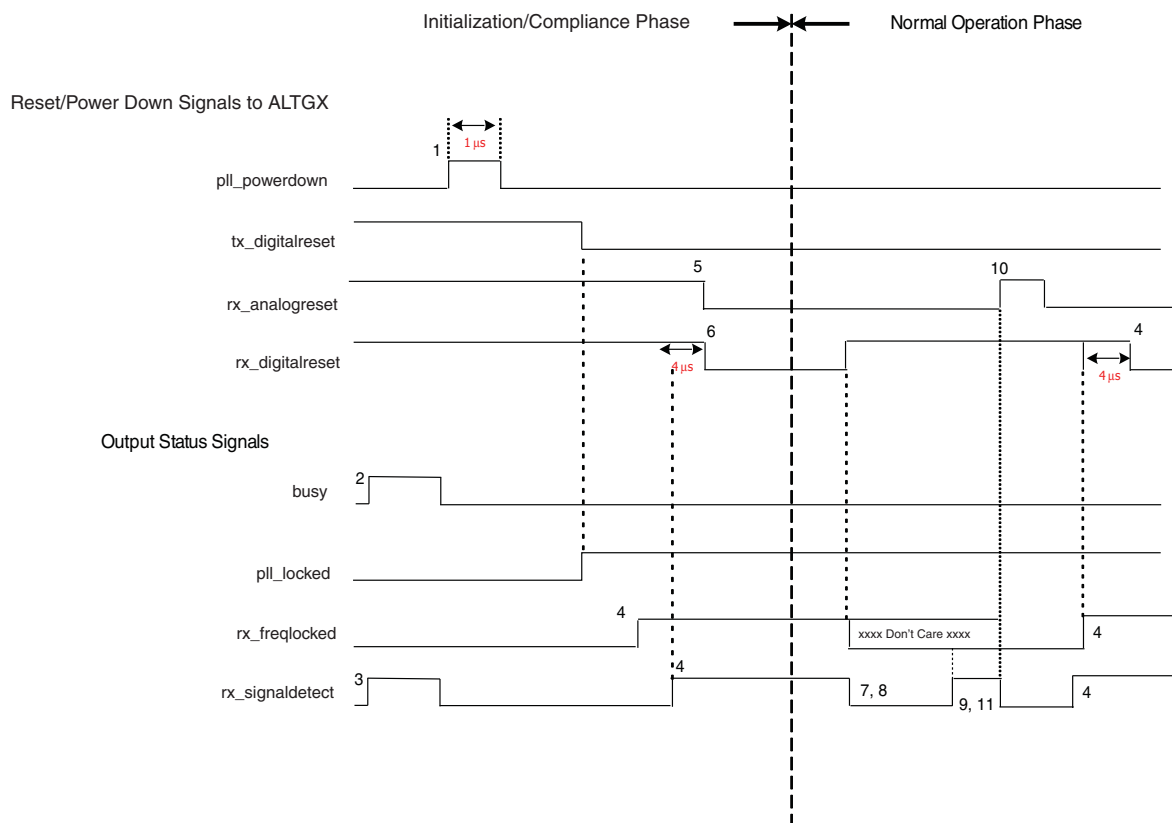 Initialization/Compliance Phase
Normal Operation Phase
Reset/Power Down Signals to ALTGX
1 μs
1
pll_powerdown
tx_digitalreset
5
10
rx_analogreset
6
4
rx_digitalreset
4 μs
4 μs
Output Status Signals
2
busy
pll_locked
4
rx_freqlocked
xxxx Don't Care xxxx
4
3
rx_signaldetect
4
7, 8
9, 11
4